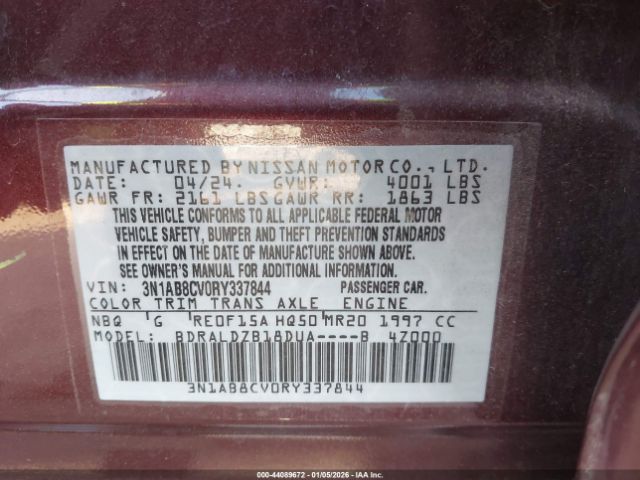 MANUFACTURED BY NISSAN MOTOR CO., LTD.
DATE: 04/24. GVWR: 4001 LBS
GAWR FR: 2161 LBS GAWR RR: 1863 LBS
THIS VEHICLE CONFORMS TO ALL APPLICABLE FEDERAL MOTOR
VEHICLE SAFETY, BUMPER AND THEFT PREVENTION STANDARDS
IN EFFECT ON THE DATE OF MANUFACTURE SHOWN ABOVE.
SEE OWNER'S MANUAL FOR ADDITIONAL INFORMATION.
VIN: 3N1AB8CV0RY337844 PASSENGER CAR.
COLOR TRIM TRANS AXLE ENGINE
NBQ G RE0F15A HQ50 MR20 1997 CC
MODEL: BDRALDZB18DUA----B 4Z000
3N1AB8CV0RY337844
000-44089672 | 01/05/2026 | IAAI.COM